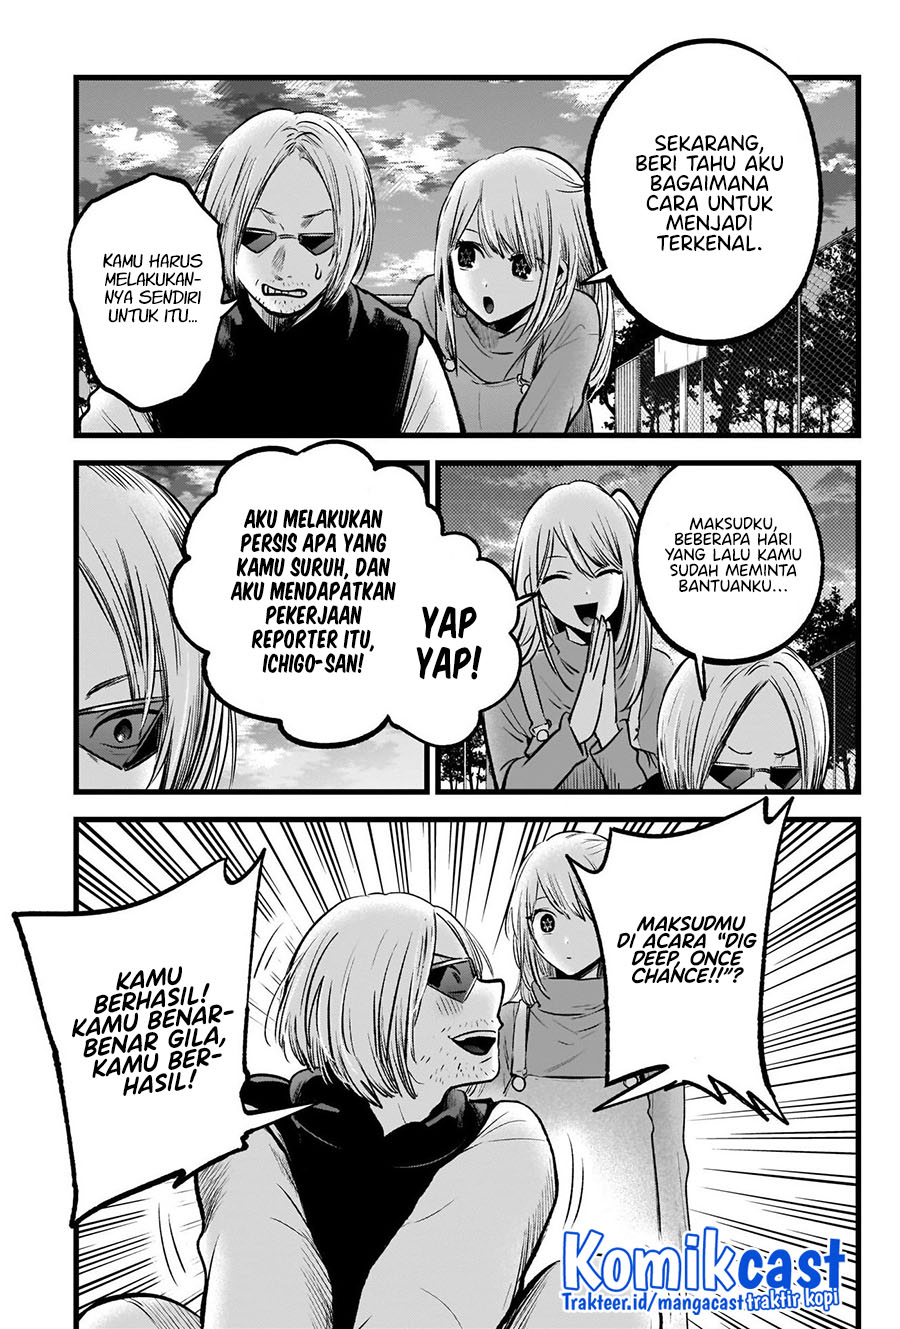 SEKARANG,
BERI TAHU AKU
BAGAIMANA
CARA UNTUK
MENJADI
TERKENAL.
KAMU HARUS
MELAKUKAN-
NYA SENDIRI
UNTUK ITU...
MAKSUDKU,
BEBERAPA HARI
YANG LALU KAMU
SUDAH MEMINTA
BANTUANKU...
YAP
YAP!
AKU MELAKUKAN
PERSIS APA YANG
KAMU SURUH, DAN
AKU MENDAPATKAN
PEKERJAAN
REPORTER ITU,
ICHIGO-SAN!
MAKSUDMU
DI ACARA "DIG
DEEP, ONCE
CHANCE!!"?
KAMU
BERHASIL!
KAMU BENAR-
BENAR GILA,
KAMU BER-
HASIL!
Komikcast
Trakteer.id/mangacast traktir kopi